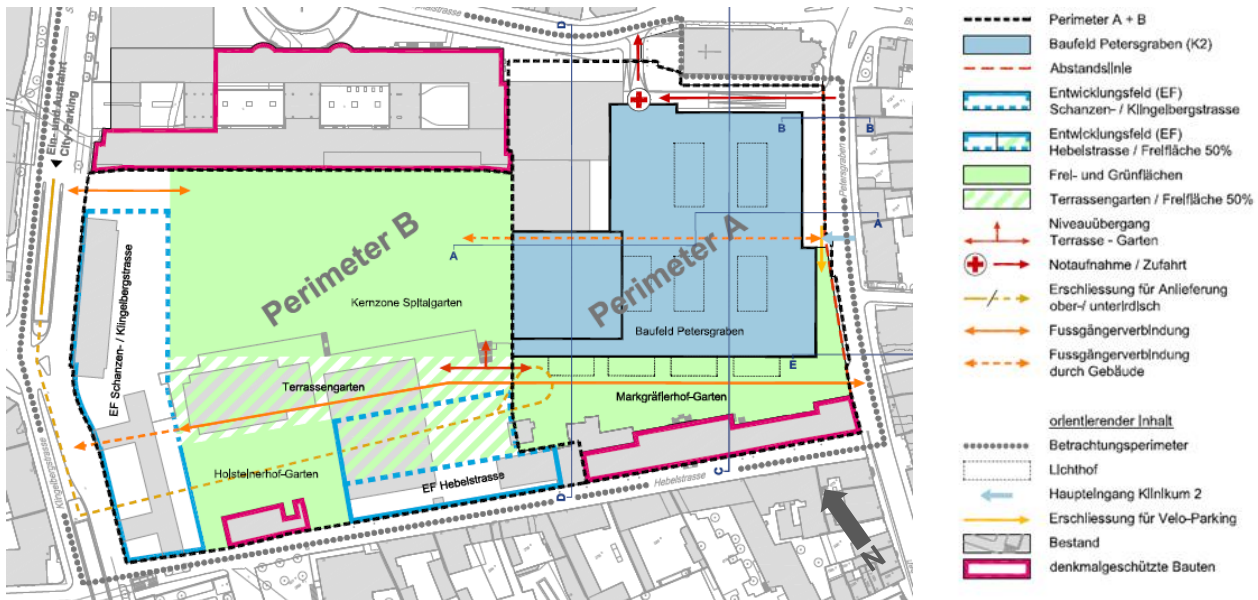 Ein- und Ausfahrt
City-Parking
D
Petersgraben
B
B
A
A
Perimeter B
Perimeter A
Kernzone Spitalgarten
Baufeld Petersgraben
E
EF Schanzen- / Klingelbergstrasse
Terrassengarten
Markgräflerhof-Garten
Holsteinerhof-Garten
EF Hebelstrasse
Klingelbergstrasse
D
C
Hebelstrasse
N
Perimeter A + B
Baufeld Petersgraben (K2)
Abstandslinie
Entwicklungsfeld (EF)
Schanzen- / Klingelbergstrasse
Entwicklungsfeld (EF)
Hebelstrasse / Freifläche 50%
Frei- und Grünflächen
Terrassengarten / Freifläche 50%
Niveauübergang
Terrasse - Garten
Notaufnahme / Zufahrt
Erschliessung für Anlieferung
ober-/ unterirdisch
Fussgängerverbindung
Fussgängerverbindung
durch Gebäude
orientierender Inhalt
Betrachtungsperimeter
Lichthof
Haupteingang Klinikum 2
Erschliessung für Velo-Parking
Bestand
denkmalgeschützte Bauten